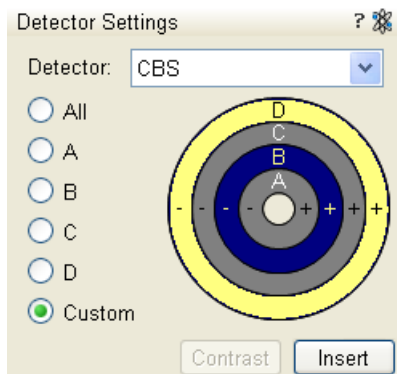 Detector Settings ?
Detector: CBS
All
A
B
C
D
Custom
D
C
B
A
- - - - + + + +
Contrast Insert